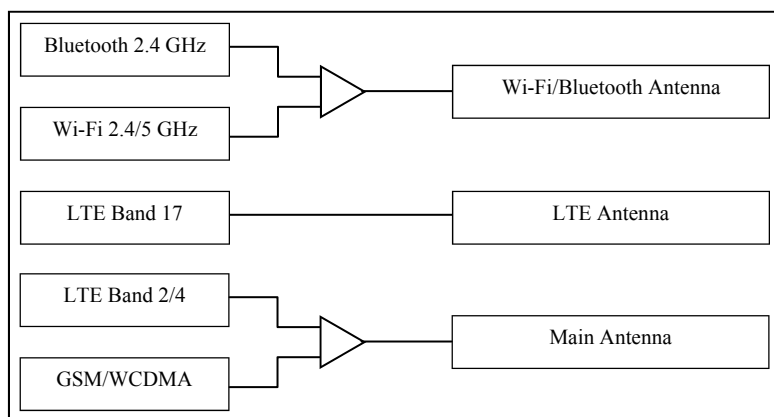 Bluetooth 2.4 GHz
Wi-Fi/Bluetooth Antenna
Wi-Fi 2.4/5 GHz
LTE Band 17
LTE Antenna
LTE Band 2/4
Main Antenna
GSM/WCDMA